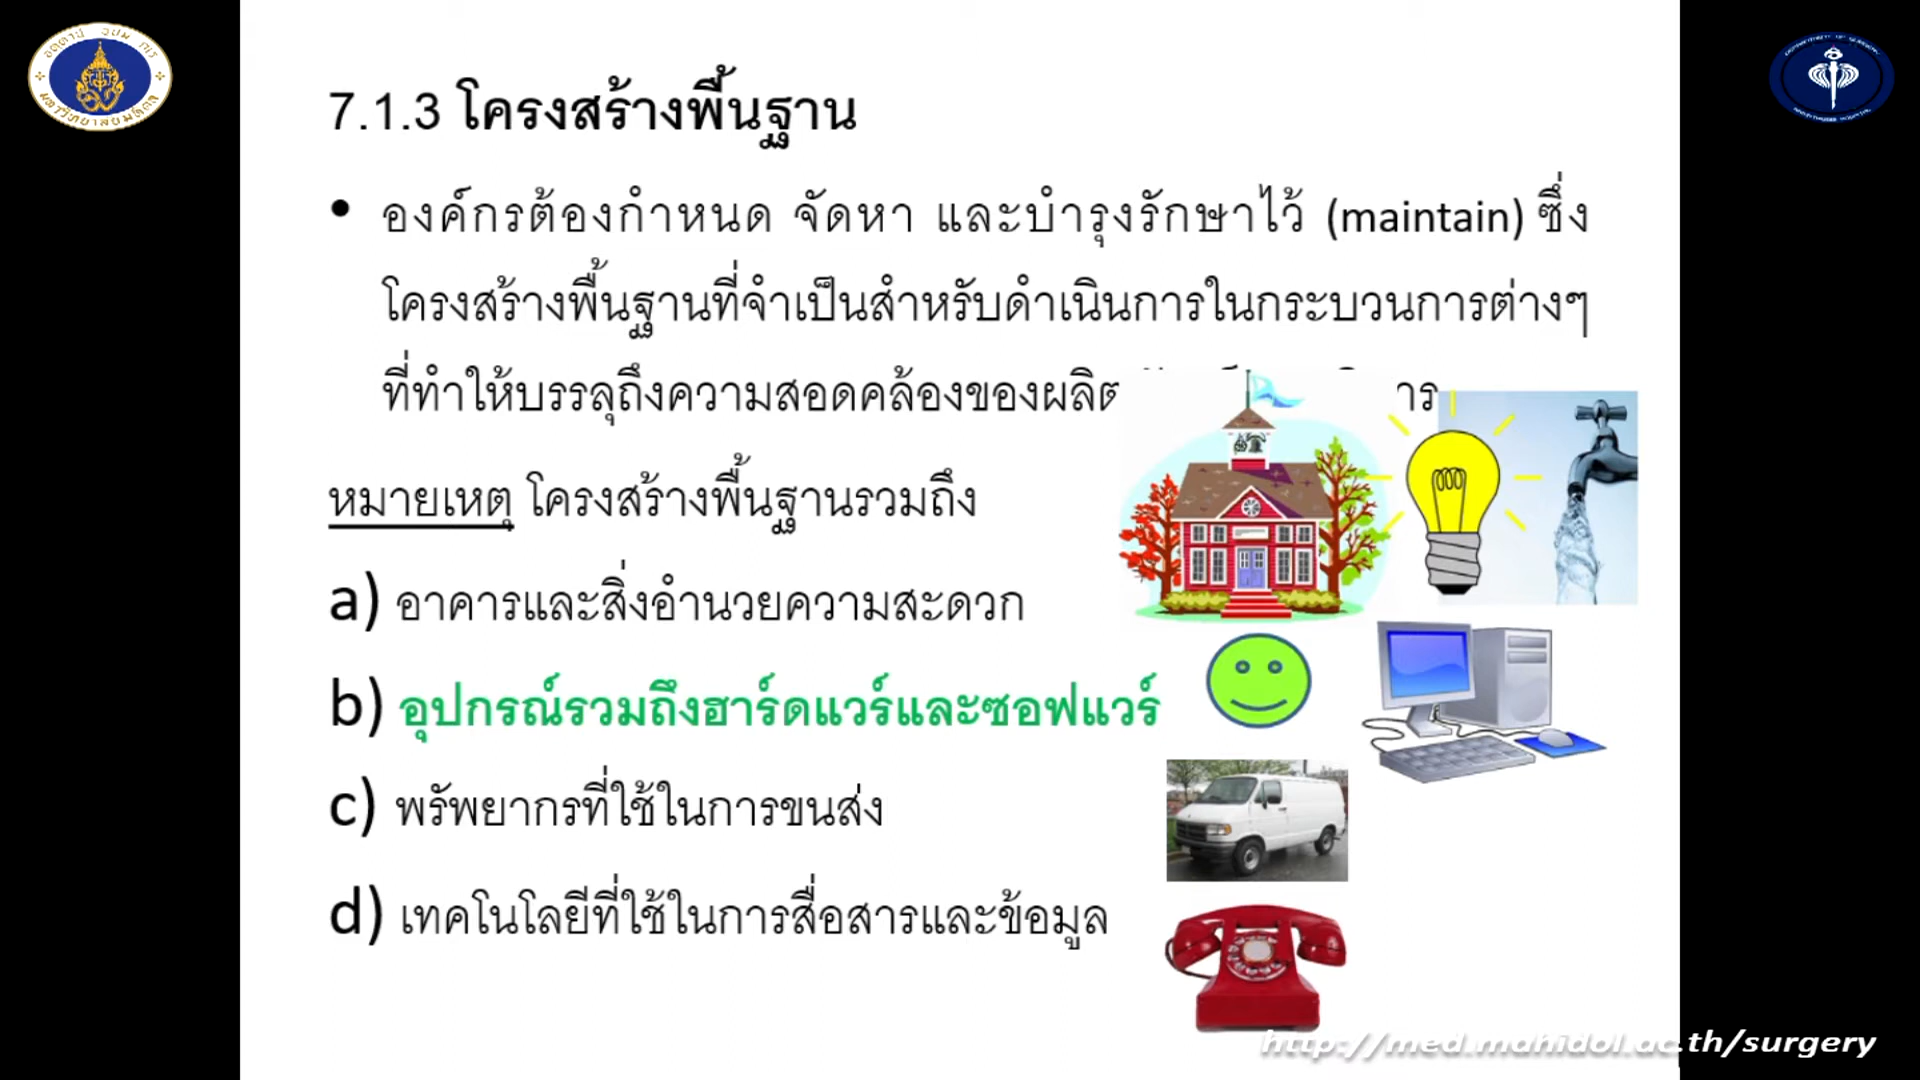 7.1.3 โครงสร้างพื้นฐาน
• องค์กรต้องกำหนด จัดหา และบำรุงรักษาไว้ (maintain) ซึ่ง
โครงสร้างพื้นฐานที่จำเป็นสำหรับดำเนินการในกระบวนการต่างๆ
ที่ทำให้บรรลุถึงความสอดคล้องของ
หมายเหตุ โครงสร้างพื้นฐานรวมถึง
a) อาคารและสิ่งอำนวยความสะดวก
b) อุปกรณ์รวมถึงฮาร์ดแวร์และซอฟแวร์
c) พรัพยากรที่ใช้ในการขนส่ง
d) เทคโนโลยีที่ใช้ในการสื่อสารและข้อมูล
http://med.mahidol.ac.th/surgery